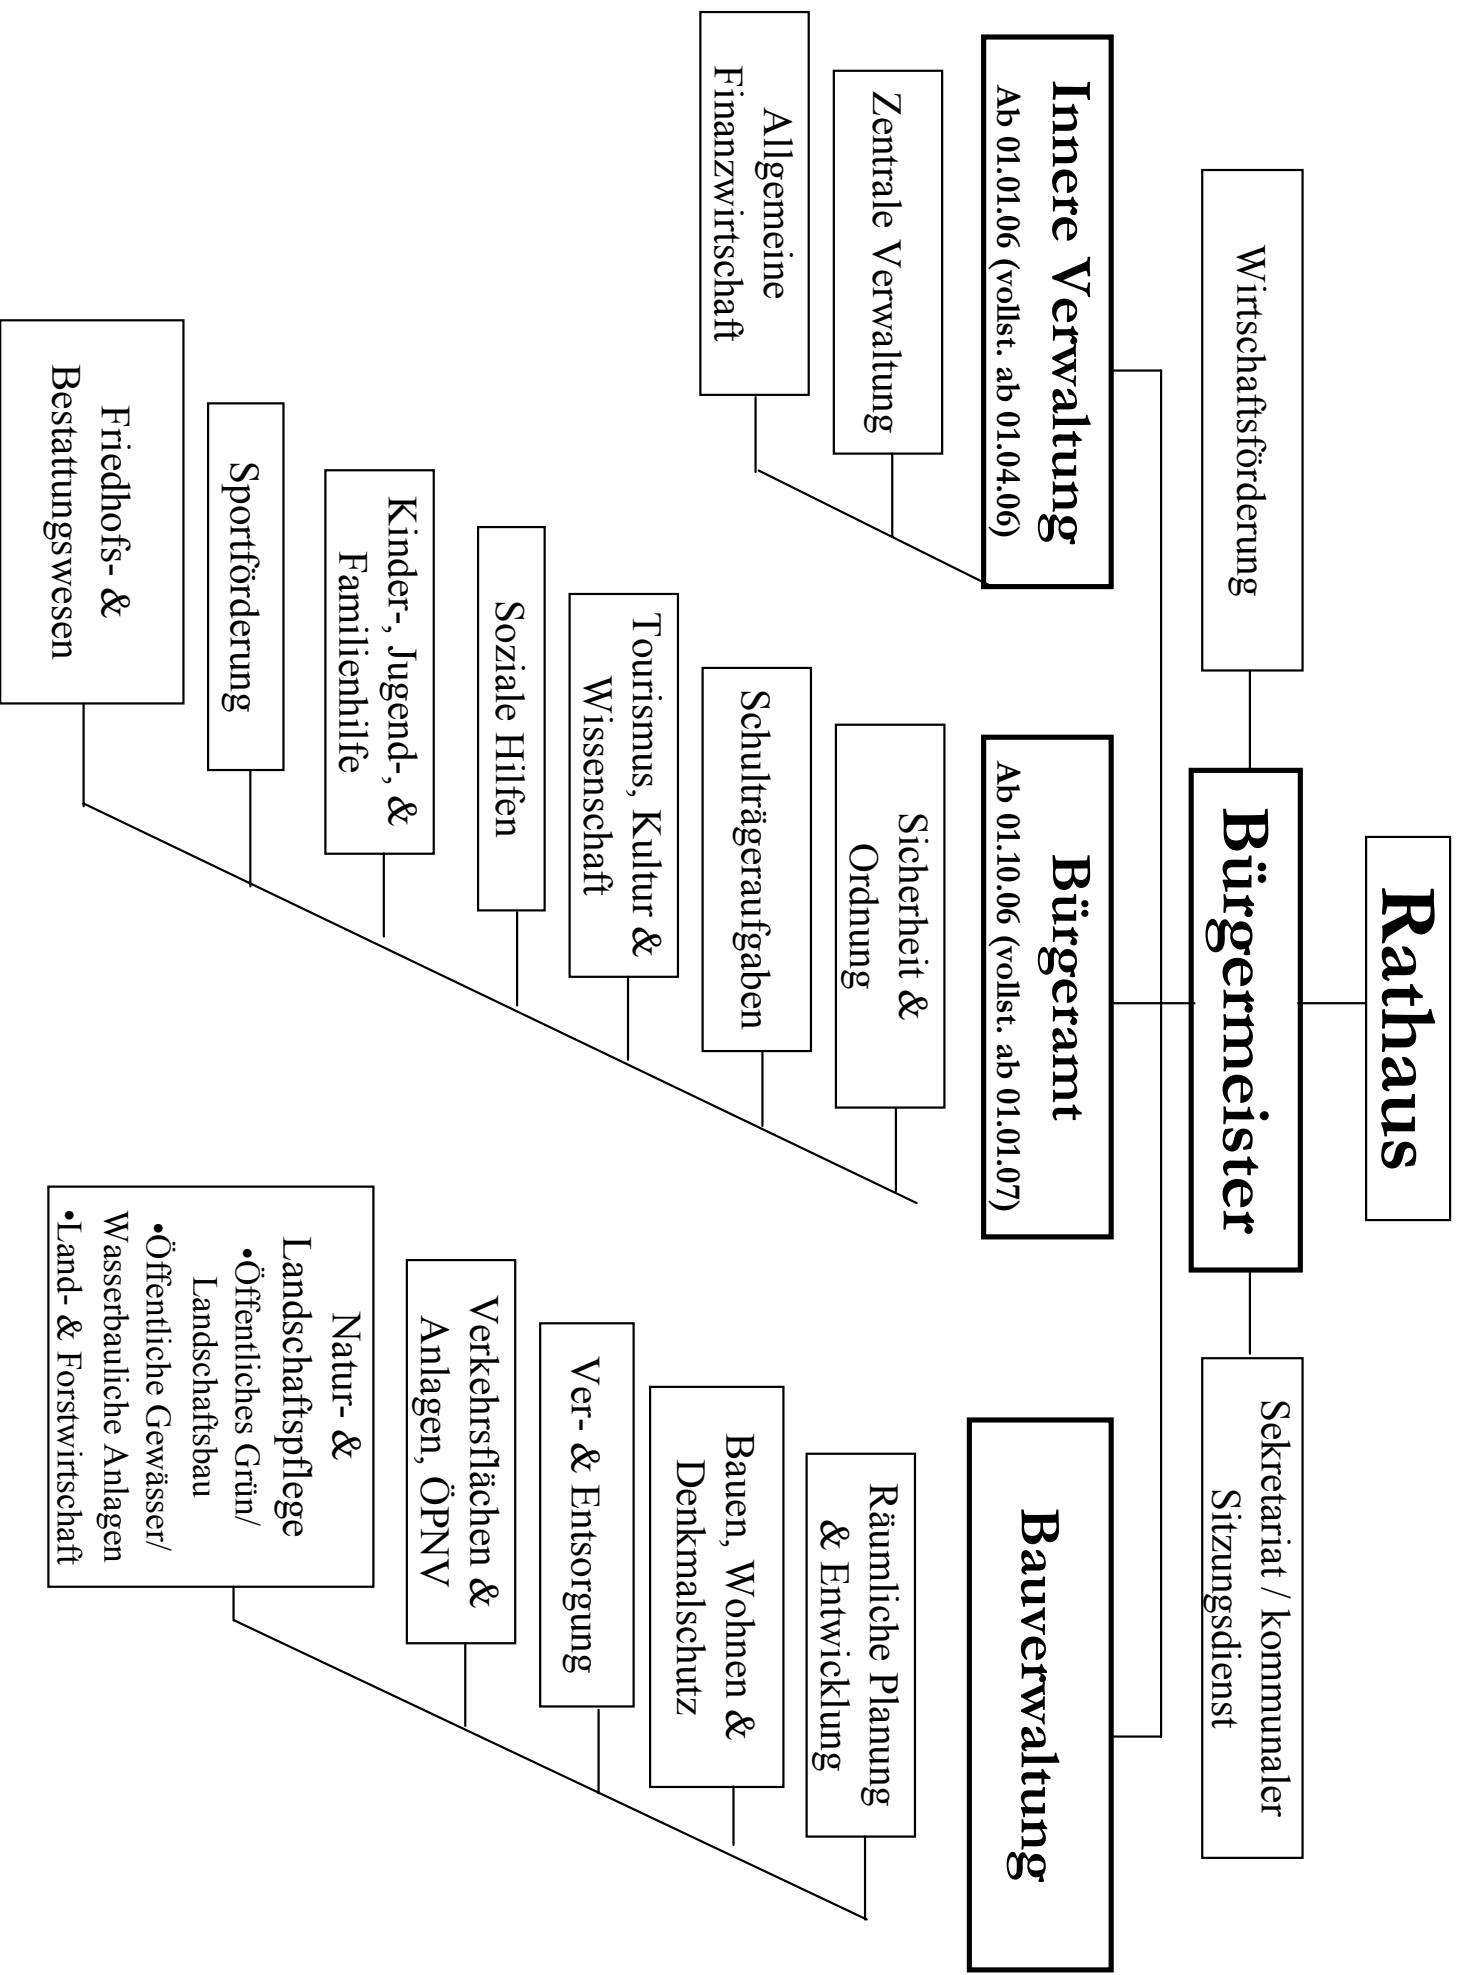 Rathaus
Bürgermeister
Wirtschaftsförderung
Sekretariat / kommunaler
Sitzungsdienst
Innere Verwaltung
Ab 01.01.06 (vollst. ab 01.04.06)
Zentrale Verwaltung
Allgemeine
Finanzwirtschaft
Bürgeramt
Ab 01.10.06 (vollst. ab 01.01.07)
Sicherheit &
Ordnung
Schulträgeraufgaben
Tourismus, Kultur &
Wissenschaft
Soziale Hilfen
Kinder-, Jugend-, &
Familienhilfe
Sportförderung
Friedhofs- &
Bestattungswesen
Bauverwaltung
Räumliche Planung
& Entwicklung
Bauen, Wohnen &
Denkmalschutz
Ver- & Entsorgung
Verkehrsflächen &
Anlagen, ÖPNV
Natur- &
Landschaftspflege
•Öffentliches Grün/
Landschaftsbau
•Öffentliche Gewässer/
Wasserbauliche Anlagen
•Land- & Forstwirtschaft